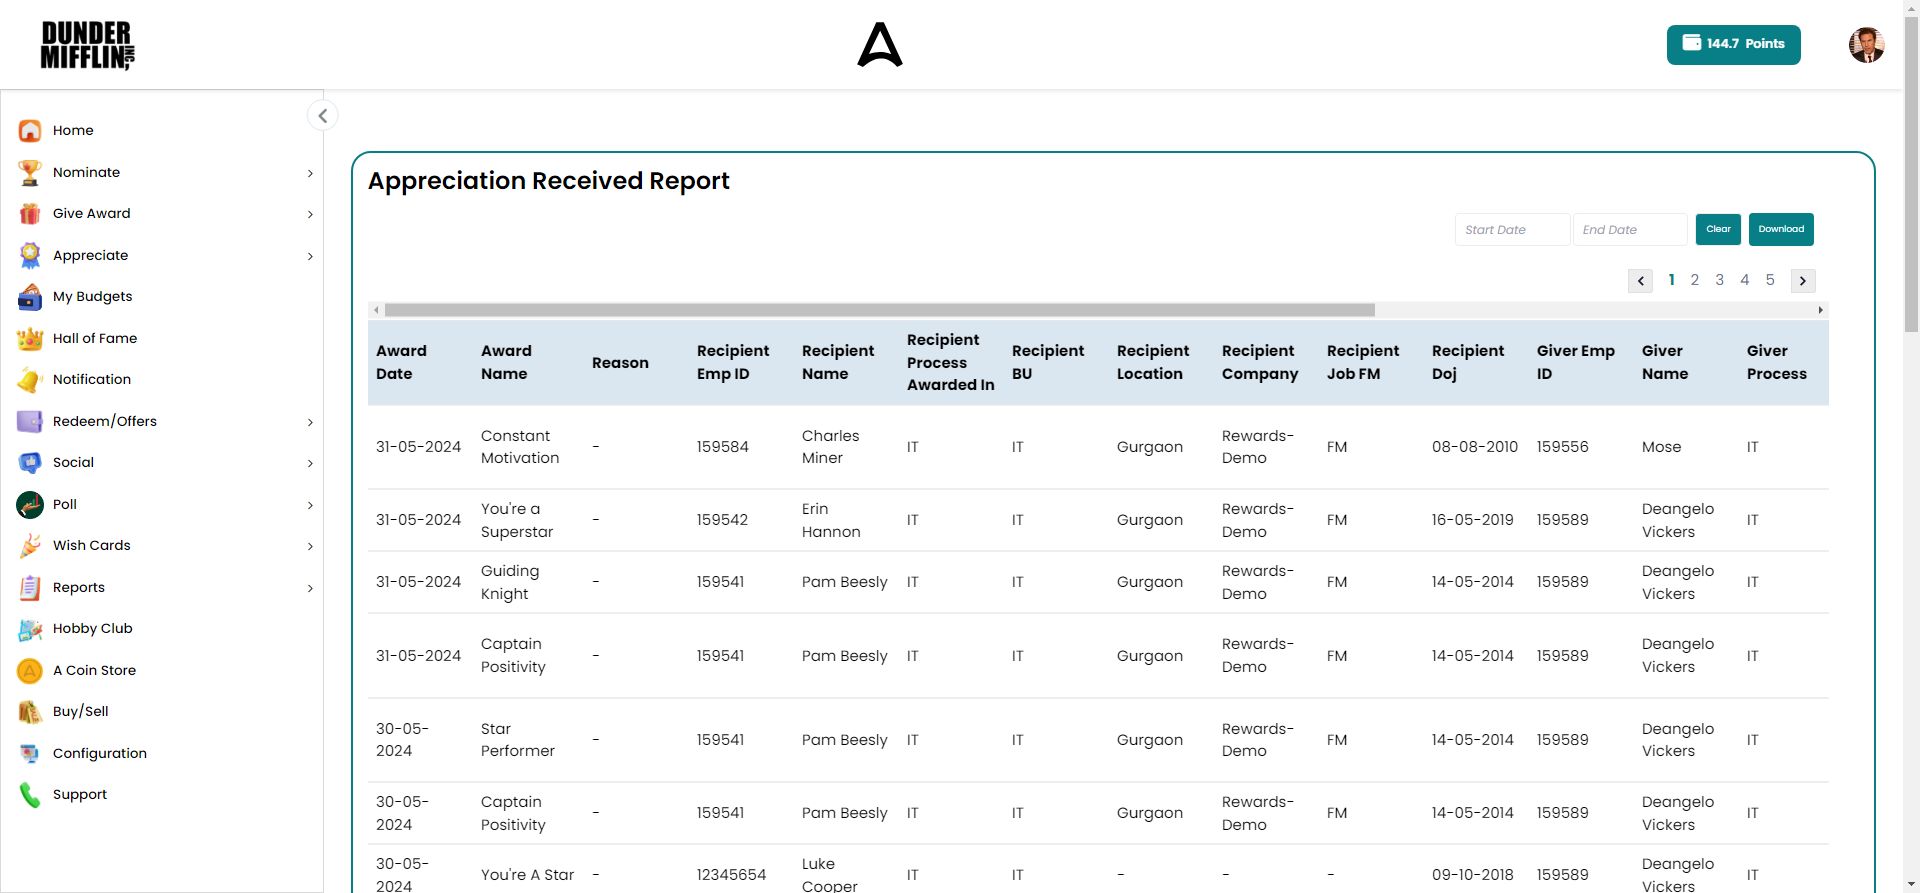 DUNDER
MIFFLIN, INC
144.7 Points
Home
Nominate
Give Award
Appreciate
My Budgets
Hall of Fame
Notification
Redeem/Offers
Social
Poll
Wish Cards
Reports
Hobby Club
A Coin Store
Buy/Sell
Configuration
Support
Appreciation Received Report
Start Date End Date Clear Download
1 2 3 4 5
Award Date Award Name Reason Recipient Emp ID Recipient Name Recipient Process Awarded In Recipient BU Recipient Location Recipient Company Recipient Job FM Recipient Doj Giver Emp ID Giver Name Giver Process
31-05-2024 Constant Motivation - 159584 Charles Miner IT IT Gurgaon Rewards-Demo FM 08-08-2010 159556 Mose IT
31-05-2024 You're a Superstar - 159542 Erin Hannon IT IT Gurgaon Rewards-Demo FM 16-05-2019 159589 Deangelo Vickers IT
31-05-2024 Guiding Knight - 159541 Pam Beesly IT IT Gurgaon Rewards-Demo FM 14-05-2014 159589 Deangelo Vickers IT
31-05-2024 Captain Positivity - 159541 Pam Beesly IT IT Gurgaon Rewards-Demo FM 14-05-2014 159589 Deangelo Vickers IT
30-05-2024 Star Performer - 159541 Pam Beesly IT IT Gurgaon Rewards-Demo FM 14-05-2014 159589 Deangelo Vickers IT
30-05-2024 Captain Positivity - 159541 Pam Beesly IT IT Gurgaon Rewards-Demo FM 14-05-2014 159589 Deangelo Vickers IT
30-05-2024 You're A Star - 12345654 Luke Cooper IT IT - - - 09-10-2018 159589 Deangelo Vickers IT